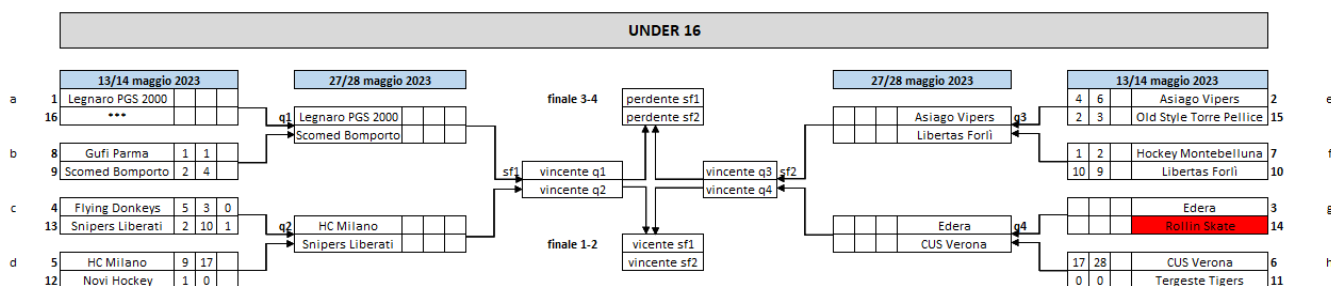 UNDER 16
13/14 maggio 2023 27/28 maggio 2023 27/28 maggio 2023 13/14 maggio 2023
a 1 Legnaro PGS 2000 finale 3-4 perdente sf1 4 6 Asiago Vipers 2 e
16 *** q1 Legnaro PGS 2000 perdente sf2 Asiago Vipers q3 2 3 Old Style Torre Pellice 15
Scomed Bomporto Libertas Forlì
b 8 Gufi Parma 1 1 1 2 Hockey Montebelluna 7 f
9 Scomed Bomporto 2 4 sf1 vincente q1 vincente q3 sf2 10 9 Libertas Forlì 10
vincente q2 vincente q4
c 4 Flying Donkeys 5 3 0 Edera 3 g
13 Snipers Liberati 2 10 1 q2 HC Milano Edera q4 Rollin Skate 14
Snipers Liberati finale 1-2 vicente sf1 CUS Verona
d 5 HC Milano 9 17 vincente sf2 17 28 CUS Verona 6 h
12 Novi Hockey 1 0 0 0 Tergeste Tigers 11